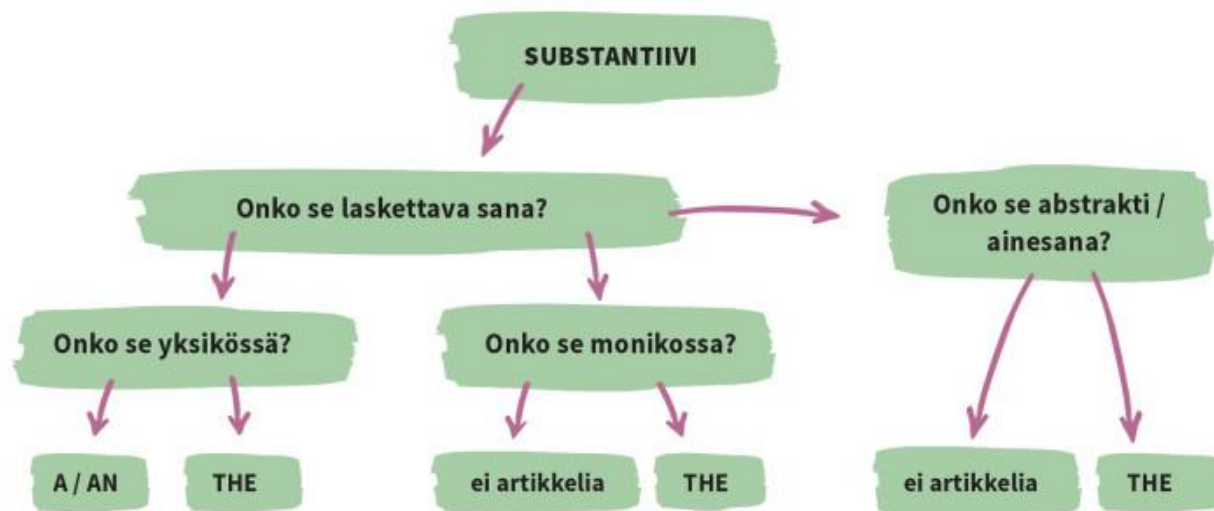 SUBSTANTIIVI
Onko se laskettava sana?
Onko se abstrakti /
ainesana?
Onko se yksikössä?
Onko se monikossa?
A / AN
THE
ei artikkelia
THE
ei artikkelia
THE